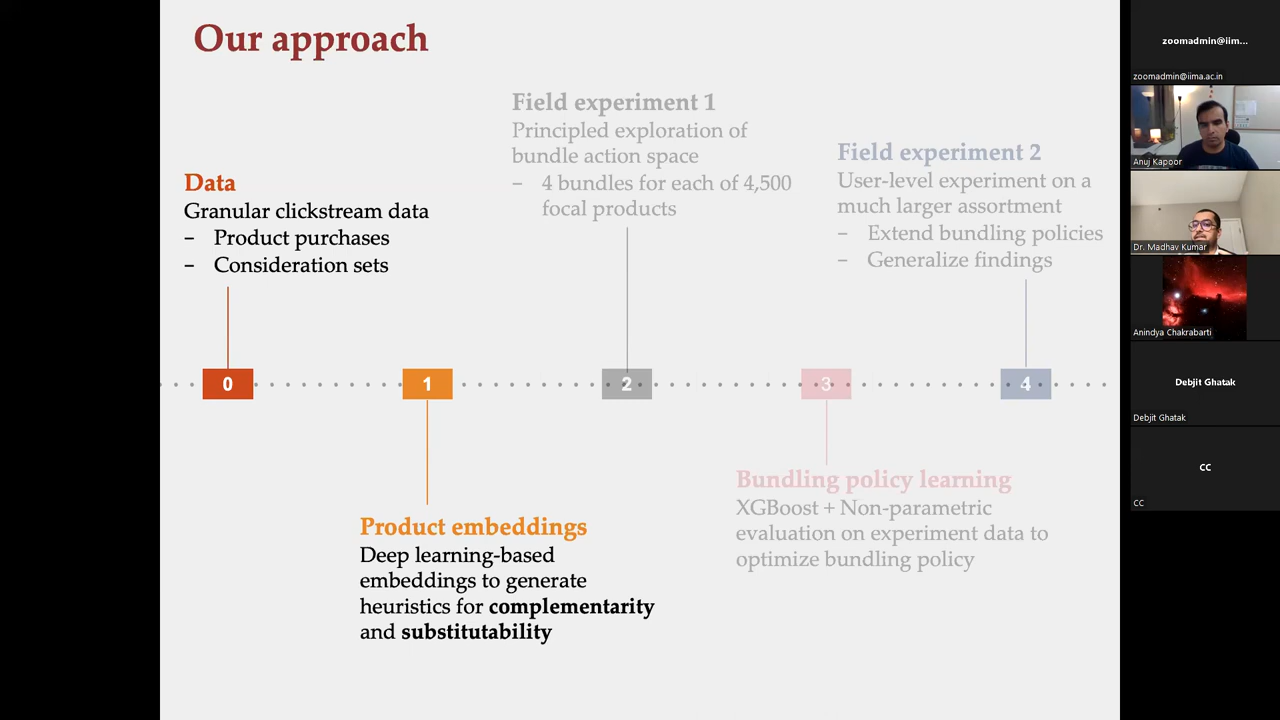 Our approach
Data
Granular clickstream data
– Product purchases
– Consideration sets
Field experiment 1
Principled exploration of
bundle action space
– 4 bundles for each of 4,500
focal products
Field experiment 2
User-level experiment on a
much larger assortment
– Extend bundling policies
– Generalize findings
0
1
2
3
4
Product embeddings
Deep learning-based
embeddings to generate
heuristics for complementarity
and substitutability
Bundling policy learning
XGBoost + Non-parametric
evaluation on experiment data to
optimize bundling policy
zoomadmin@iim...
zoomadmin@iima.ac.in
Anuj Kapoor
Dr. Madhav Kumar
Anindya Chakrabarti
Debjit Ghatak
Debjit Ghatak
CC
CC